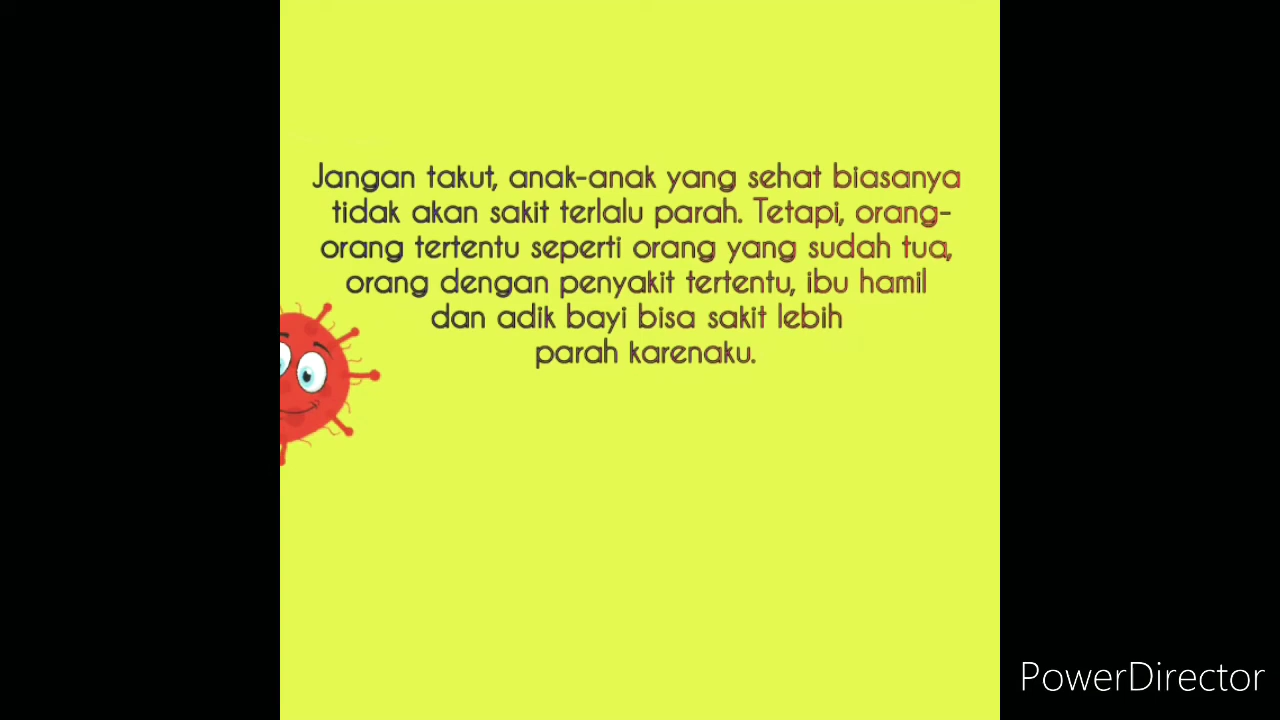 Jangan takut, anak-anak yang sehat biasanya
tidak akan sakit terlalu parah. Tetapi, orang-
orang tertentu seperti orang yang sudah tua,
orang dengan penyakit tertentu, ibu hamil
dan adik bayi bisa sakit lebih
parah karenaku.
PowerDirector